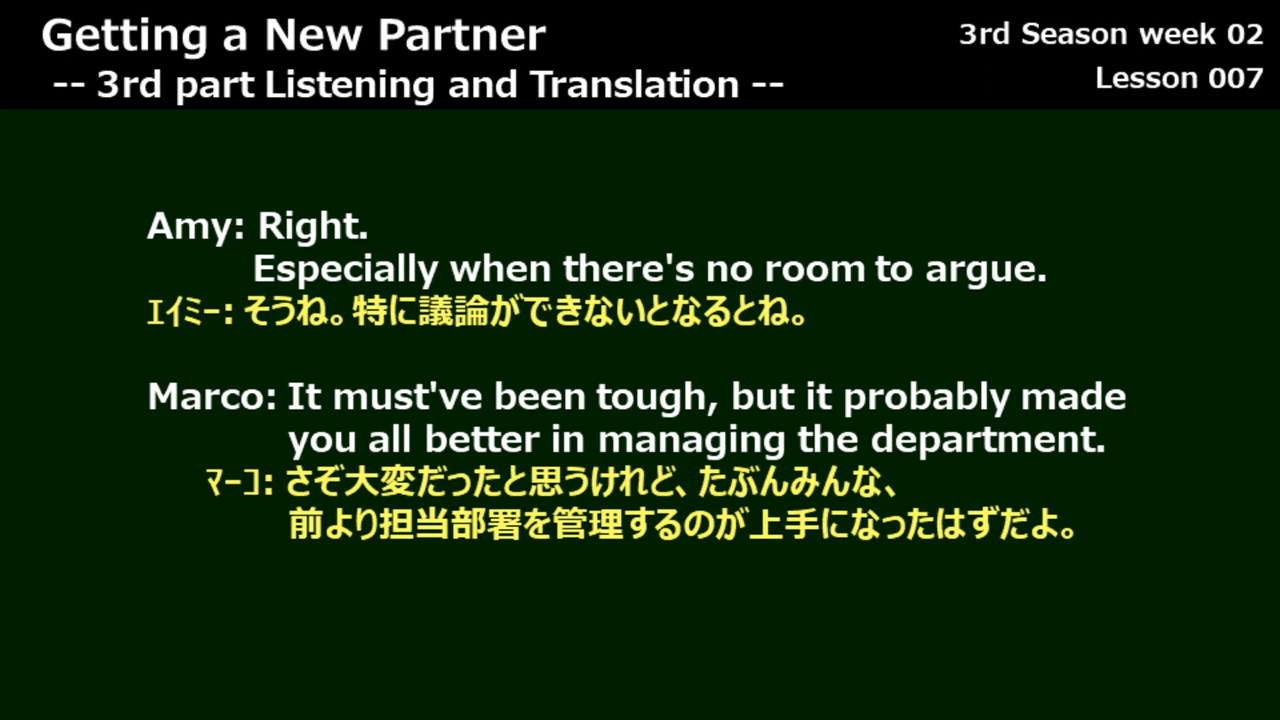 Getting a New Partner
3rd Season week 02
-- 3rd part Listening and Translation --
Lesson 007
Amy: Right.
Especially when there's no room to argue.
ｴｲﾐｰ: そうね。特に議論ができないとなるとね。
Marco: It must've been tough, but it probably made
you all better in managing the department.
ﾏｰｺ: さぞ大変だったと思うけれど、たぶんみんな、
前より担当部署を管理するのが上手になったはずだよ。